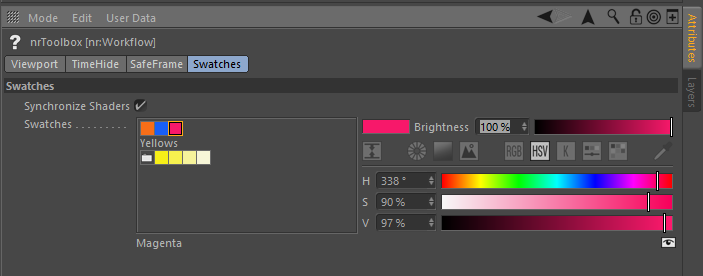 Mode Edit User Data
nrToolbox [nr:Workflow]
Viewport TimeHide SafeFrame Swatches
Swatches
Synchronize Shaders
Swatches . . . . . . . . .
Brightness 100 %
Yellows
RGB HSV K
H 338 °
S 90 %
V 97 %
Magenta
Attributes
Layers